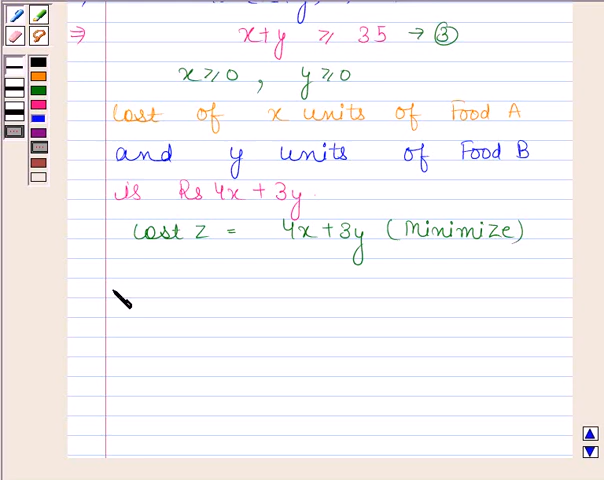 ⇒ x+y ⩾ 35 → ③
x⩾0 , y⩾0
Cost of x units of Food A
and y units of Food B
is Rs 4x+3y.
Cost Z = 4x+3y (Minimize)